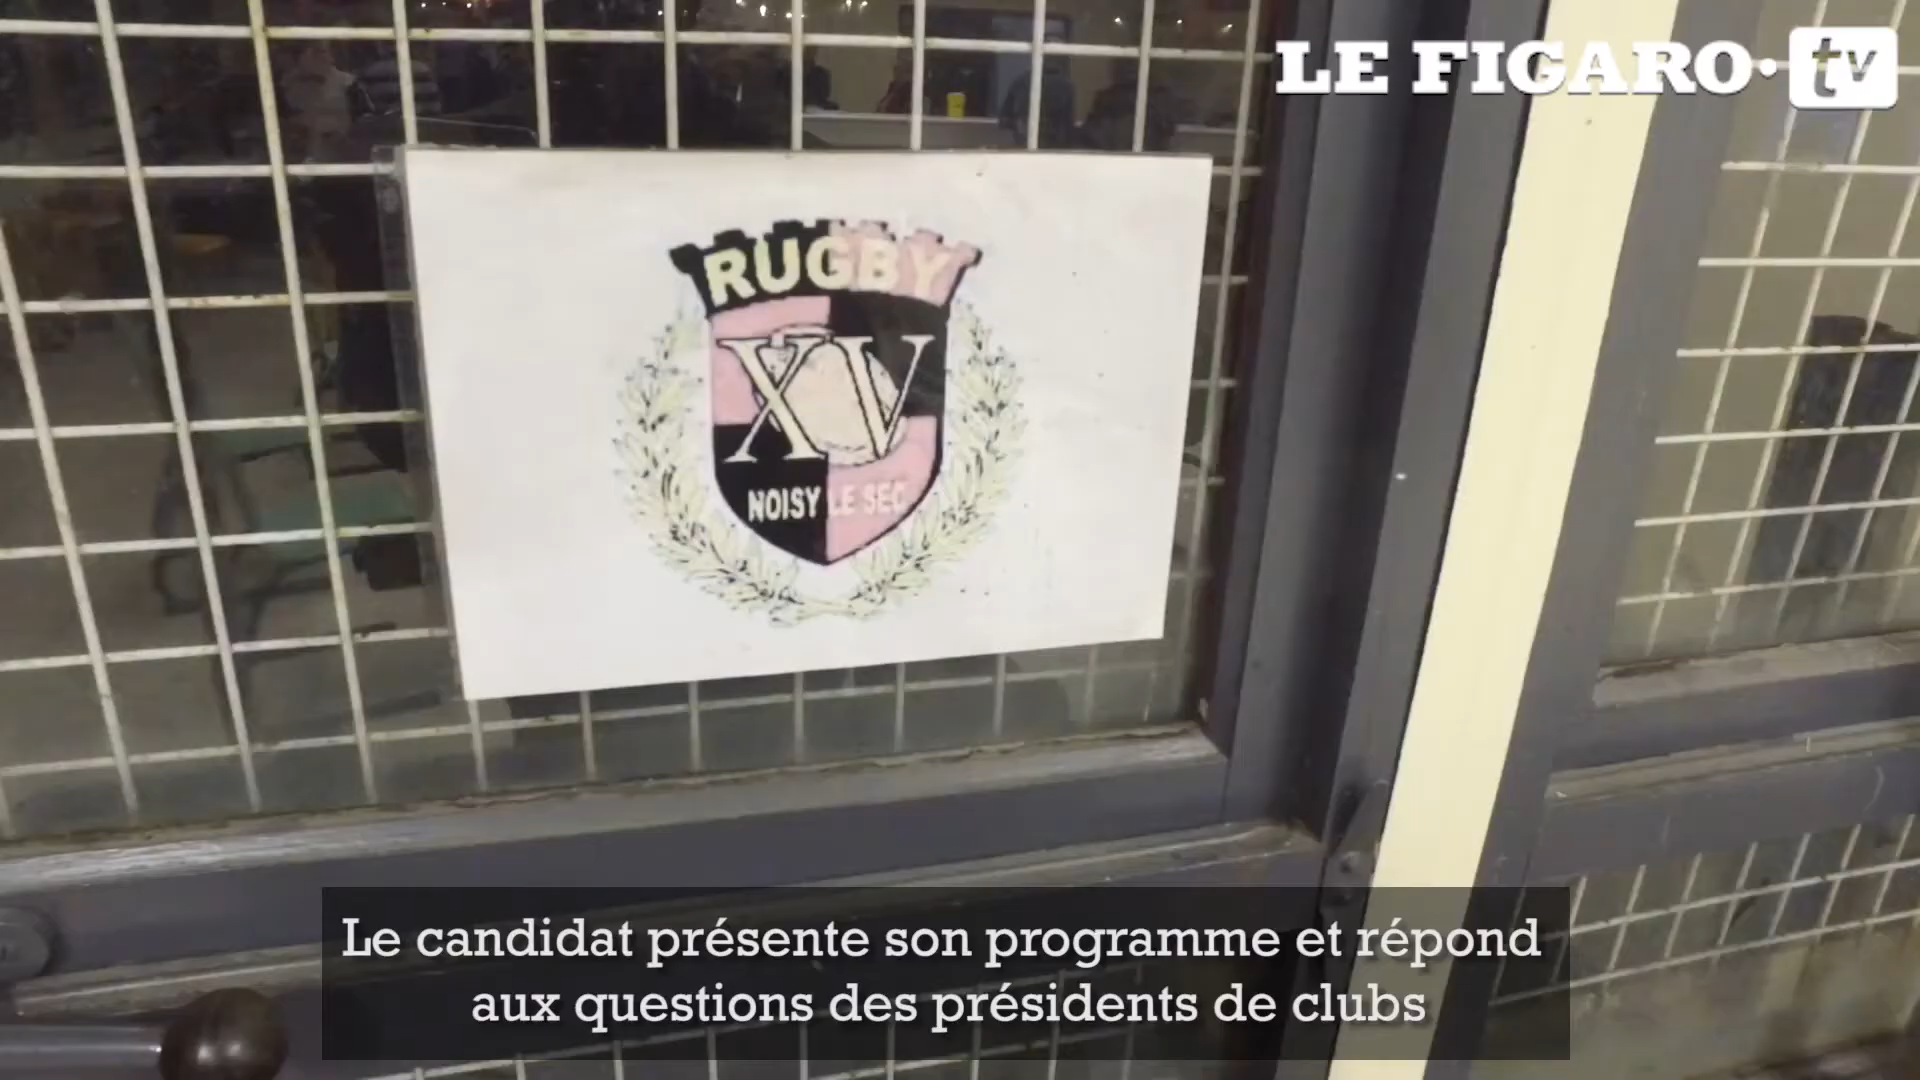 LE FIGARO·tv
RUGBY
XV
NOISY LE SEC
Le candidat présente son programme et répond
aux questions des présidents de clubs